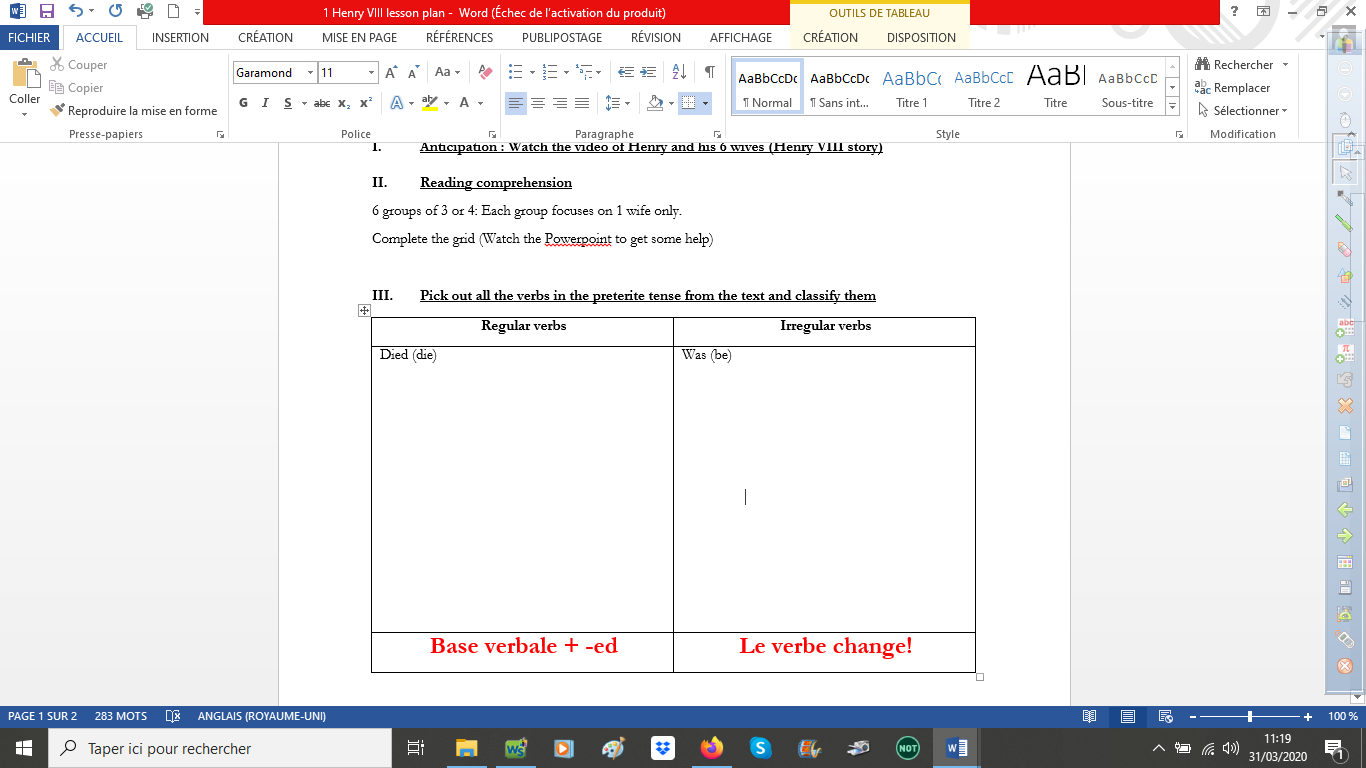 1 Henry VIII lesson plan - Word (Échec de l'activation du produit)
OUTILS DE TABLEAU
?
FICHIER ACCUEIL INSERTION CRÉATION MISE EN PAGE RÉFÉRENCES PUBLIPOSTAGE RÉVISION AFFICHAGE CRÉATION DISPOSITION
Coller
Couper
Copier
Reproduire la mise en forme
Presse-papiers
Garamond 11
G I S abc x₂ x²
Police
Paragraphe
AaBbCcDc AaBbCcDc AaBbCc AaBbCcD AaBl AaBbCcD
¶ Normal ¶ Sans int... Titre 1 Titre 2 Titre Sous-titre
Style
Rechercher
Remplacer
Sélectionner
Modification
I. Anticipation : Watch the video of Henry and his 6 wives (Henry VIII story)
II. Reading comprehension
6 groups of 3 or 4: Each group focuses on 1 wife only.
Complete the grid (Watch the Powerpoint to get some help)
III. Pick out all the verbs in the preterite tense from the text and classify them
Regular verbs Irregular verbs
Died (die) Was (be)
Base verbale + -ed Le verbe change!
PAGE 1 SUR 2 283 MOTS ANGLAIS (ROYAUME-UNI) 100 %
Taper ici pour rechercher
NOT
11:19
31/03/2020